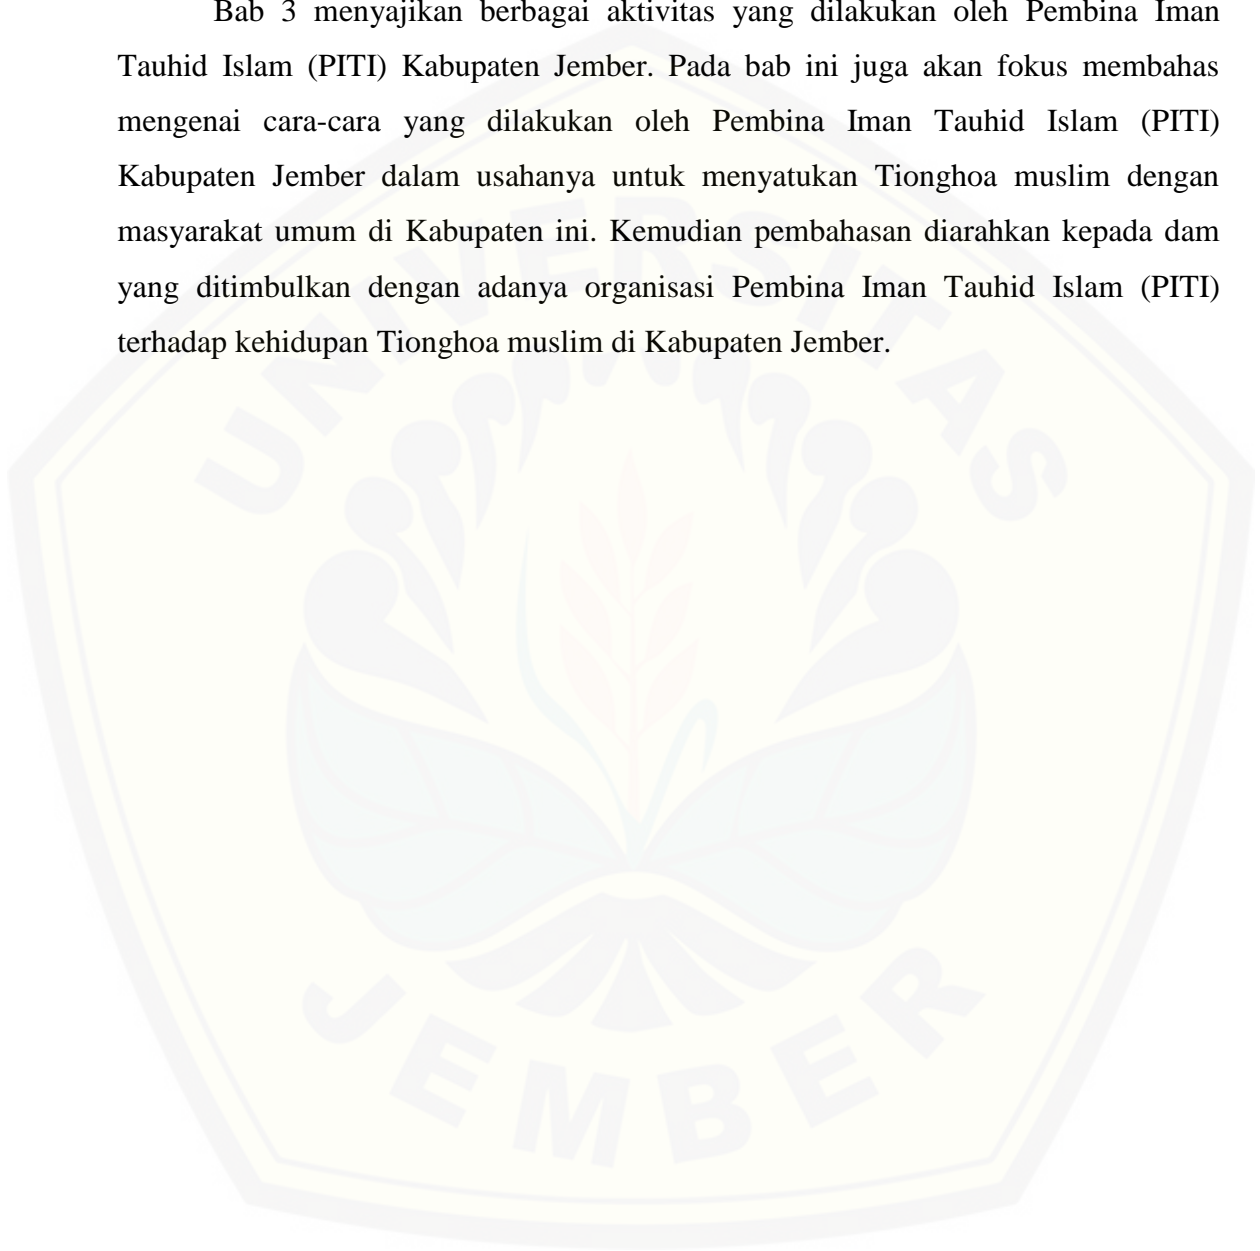 Bab 3 menyajikan berbagai aktivitas yang dilakukan oleh Pembina Iman
Tauhid Islam (PITI) Kabupaten Jember. Pada bab ini juga akan fokus membahas
mengenai cara-cara yang dilakukan oleh Pembina Iman Tauhid Islam (PITI)
Kabupaten Jember dalam usahanya untuk menyatukan Tionghoa muslim dengan
masyarakat umum di Kabupaten ini. Kemudian pembahasan diarahkan kepada dam
yang ditimbulkan dengan adanya organisasi Pembina Iman Tauhid Islam (PITI)
terhadap kehidupan Tionghoa muslim di Kabupaten Jember.
UNIVERSITAS
JEMBER